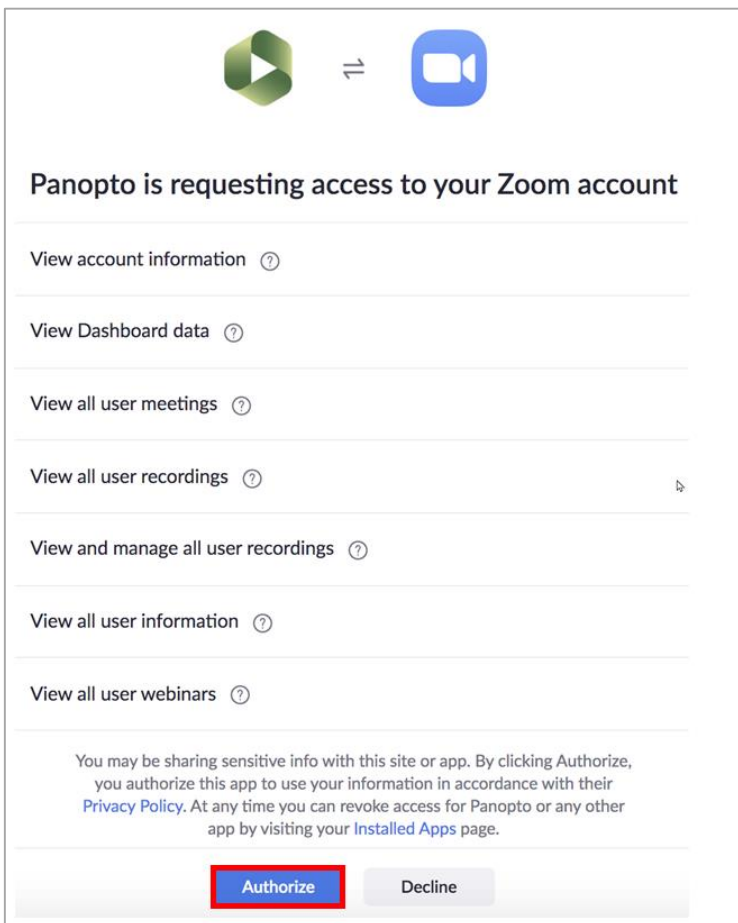 Panopto is requesting access to your Zoom account
View account information ?
View Dashboard data ?
View all user meetings ?
View all user recordings ?
View and manage all user recordings ?
View all user information ?
View all user webinars ?
You may be sharing sensitive info with this site or app. By clicking Authorize,
you authorize this app to use your information in accordance with their
Privacy Policy. At any time you can revoke access for Panopto or any other
app by visiting your Installed Apps page.
Authorize Decline